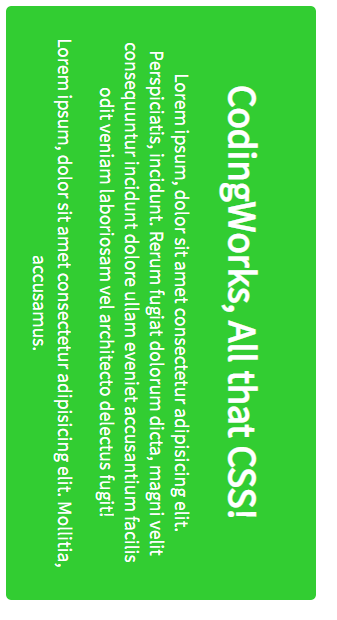 CodingWorks, All that CSS!
Lorem ipsum, dolor sit amet consectetur adipisicing elit.
Perspiciatis, incidunt. Rerum fugiat dolorum dicta, magni velit
consequuntur incidunt dolore ullam eveniet accusantium facilis
odit veniam laboriosam vel architecto delectus fugit!
Lorem ipsum, dolor sit amet consectetur adipisicing elit. Mollitia,
accusamus.